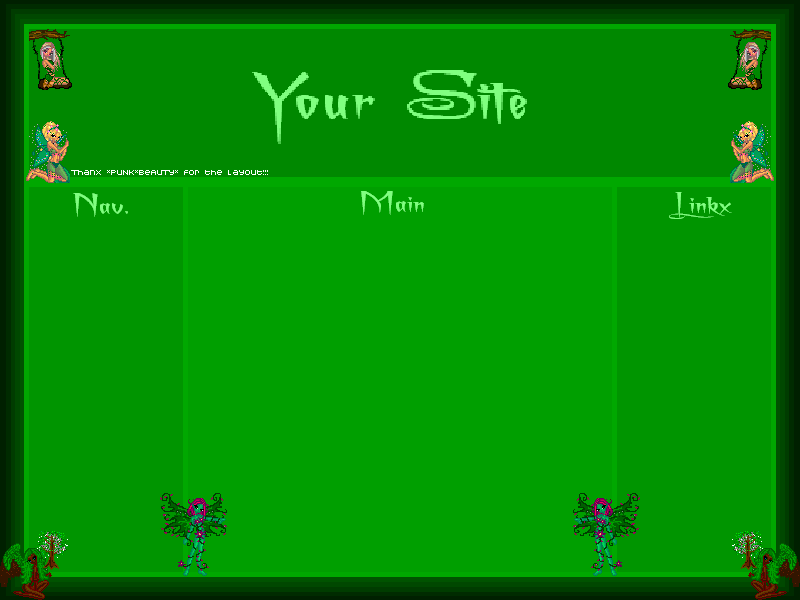 Your Site
Thanx *PUNK*BEAUTY* for the Layout!!!
Nav.
Main
Linkx